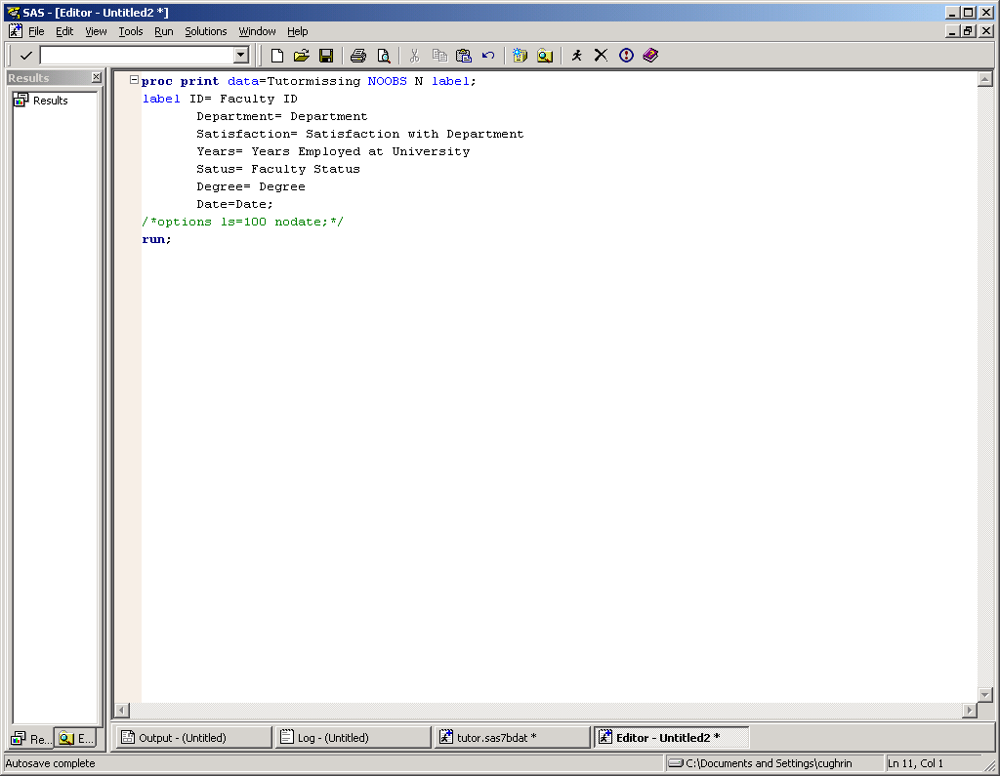 SAS - [Editor - Untitled2 *]
File Edit View Tools Run Solutions Window Help
Results
Results
proc print data=Tutormissing NOOBS N label;
label ID= Faculty ID
Department= Department
Satisfaction= Satisfaction with Department
Years= Years Employed at University
Satus= Faculty Status
Degree= Degree
Date=Date;
/*options ls=100 nodate;*/
run;
Re... E... Output - (Untitled) Log - (Untitled) tutor.sas7bdat * Editor - Untitled2 *
Autosave complete C:\Documents and Settings\cughrin Ln 11, Col 1